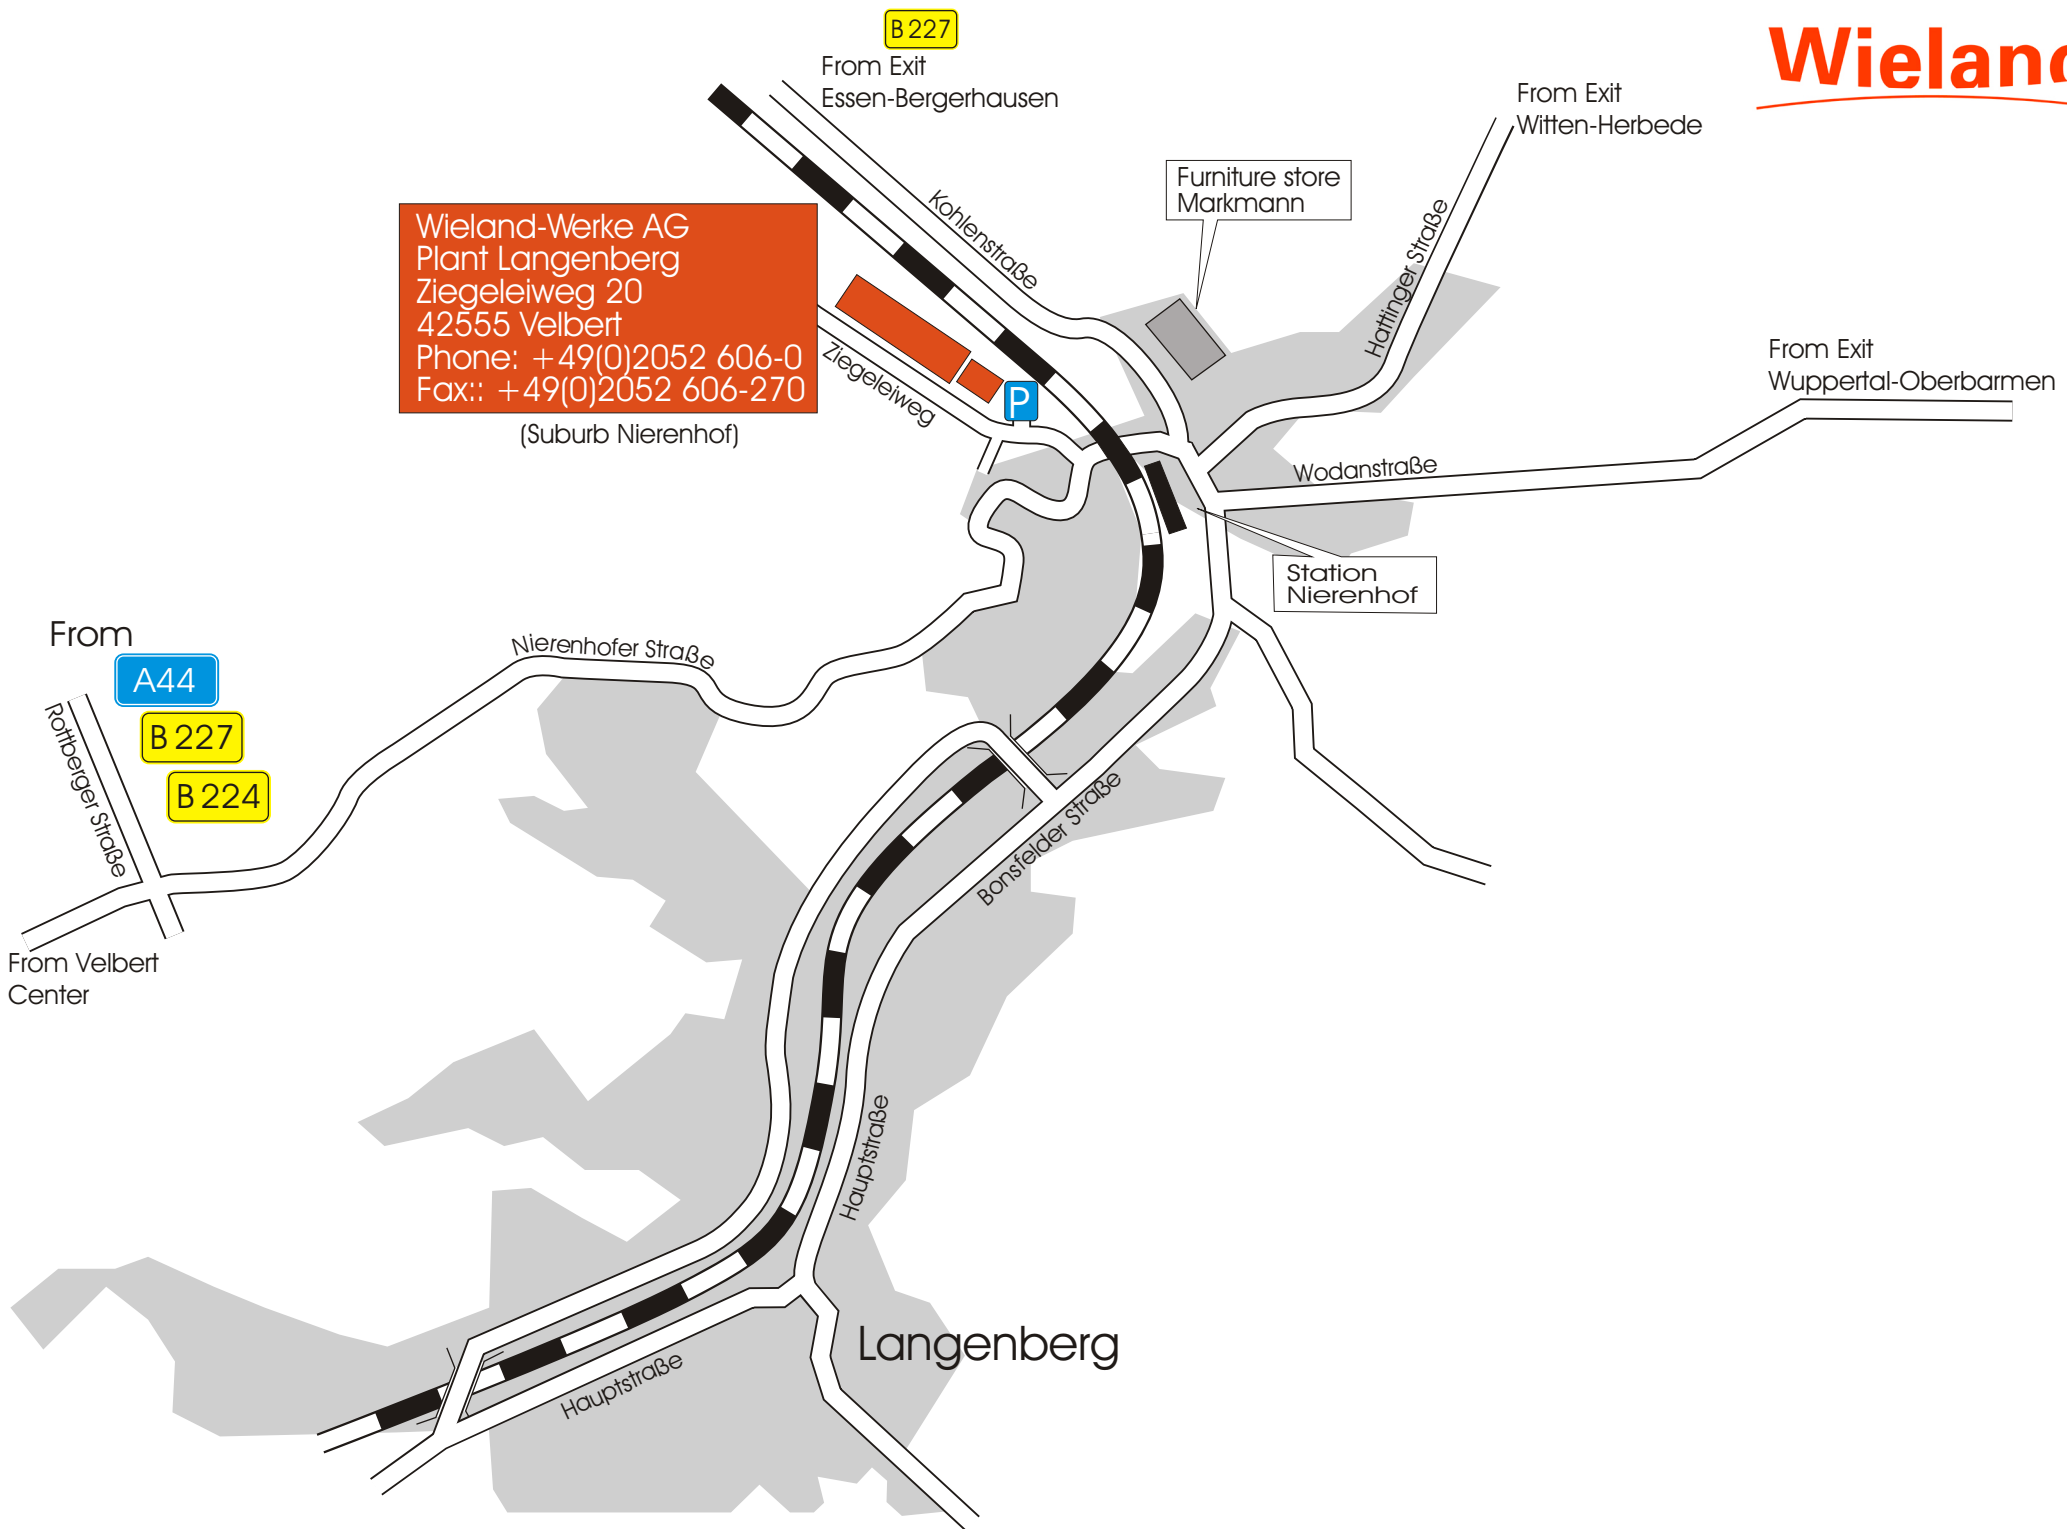 B 227
From Exit
Essen-Bergerhausen
Wieland
From Exit
Witten-Herbede
Furniture store
Markmann
Kohlenstraße
Hattinger Straße
Wieland-Werke AG
Plant Langenberg
Ziegeleiweg 20
42555 Velbert
Phone: +49(0)2052 606-0
Fax:: +49(0)2052 606-270
(Suburb Nierenhof)
Ziegeleiweg
P
From Exit
Wuppertal-Oberbarmen
Wodanstraße
Station
Nierenhof
From
A44
B 227
B 224
Rottberger Straße
Nierenhofer Straße
From Velbert
Center
Bonsfelder Straße
Hauptstraße
Langenberg
Hauptstraße